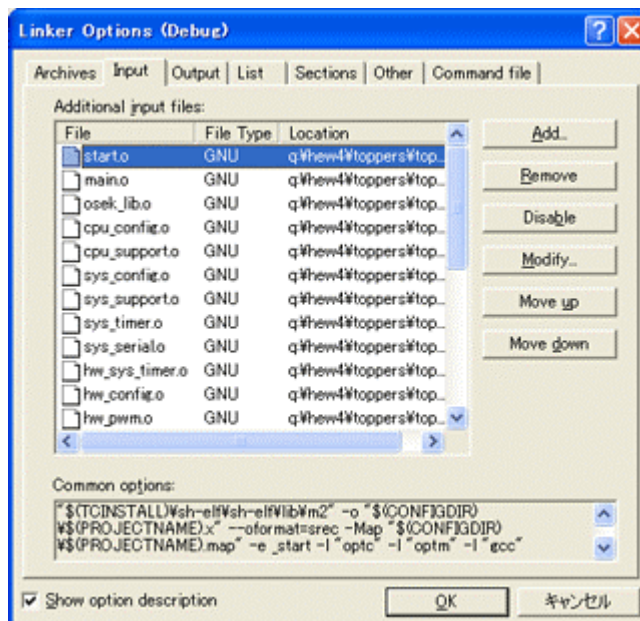 Linker Options (Debug)
Archives Input Output List Sections Other Command file
Additional input files:
File File Type Location
start.o GNU q:¥hew4¥toppers¥top...
main.o GNU q:¥hew4¥toppers¥top...
osek_lib.o GNU q:¥hew4¥toppers¥top...
cpu_config.o GNU q:¥hew4¥toppers¥top...
cpu_support.o GNU q:¥hew4¥toppers¥top...
sys_config.o GNU q:¥hew4¥toppers¥top...
sys_support.o GNU q:¥hew4¥toppers¥top...
sys_timer.o GNU q:¥hew4¥toppers¥top...
sys_serial.o GNU q:¥hew4¥toppers¥top...
hw_sys_timer.o GNU q:¥hew4¥toppers¥top...
hw_config.o GNU q:¥hew4¥toppers¥top...
hw_pwm.o GNU q:¥hew4¥toppers¥top...
Add...
Remove
Disable
Modify...
Move up
Move down
Common options:
"$(TCINSTALL)¥sh-elf¥sh-elf¥lib¥m2" -o "$(CONFIGDIR)
¥$(PROJECTNAME).x" --oformat=srec -Map "$(CONFIGDIR)
¥$(PROJECTNAME).map" -e _start -l "optc" -l "optm" -l "gcc"
Show option description OK キャンセル